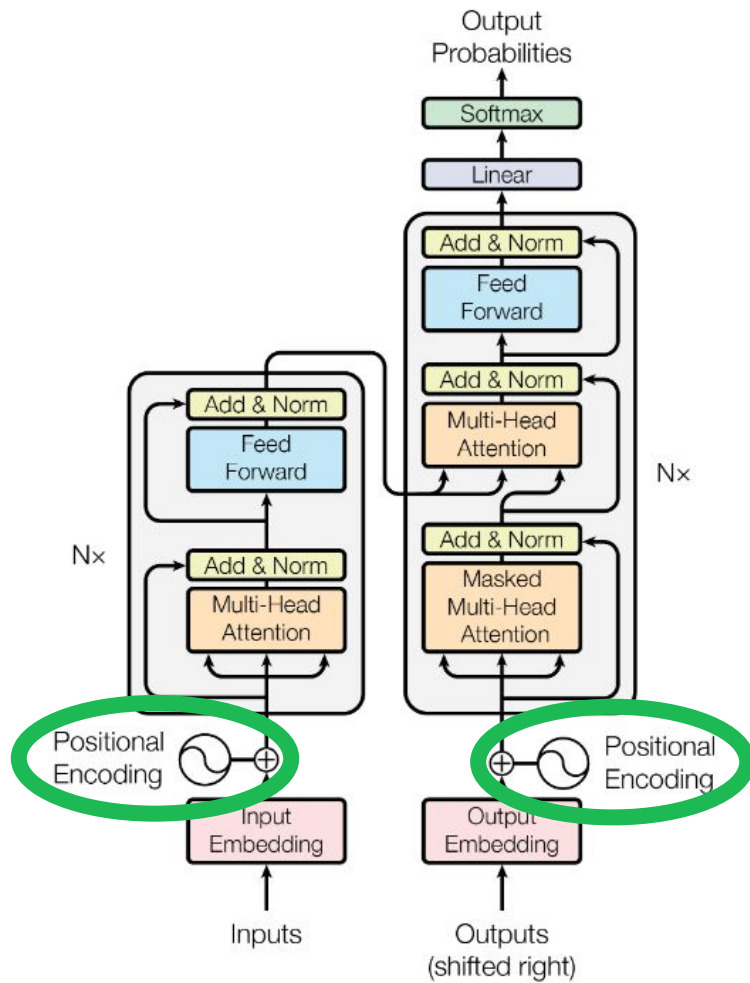 Output
Probabilities
Softmax
Linear
Add & Norm
Feed
Forward
Add & Norm
Multi-Head
Attention
Nx
Add & Norm
Masked
Multi-Head
Attention
Add & Norm
Feed
Forward
Nx
Add & Norm
Multi-Head
Attention
Positional
Encoding
Positional
Encoding
Input
Embedding
Output
Embedding
Inputs
Outputs
(shifted right)